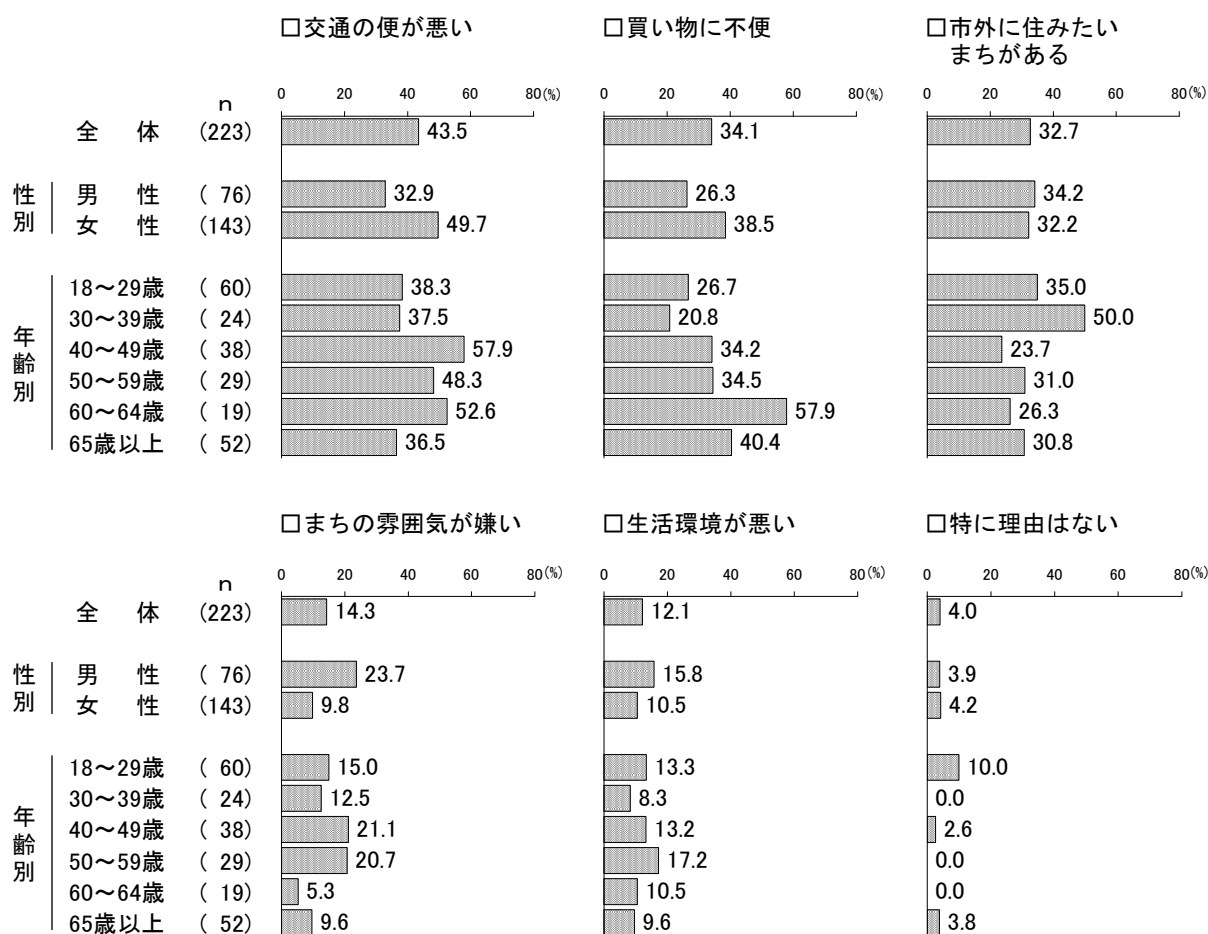 □交通の便が悪い □買い物に不便 □市外に住みたい
まちがある
n 0 20 40 60 80(%) 0 20 40 60 80(%) 0 20 40 60 80(%)
全 体 (223) 43.5 34.1 32.7
性別
男 性 ( 76) 32.9 26.3 34.2
女 性 (143) 49.7 38.5 32.2
年齢別
18~29歳 ( 60) 38.3 26.7 35.0
30~39歳 ( 24) 37.5 20.8 50.0
40~49歳 ( 38) 57.9 34.2 23.7
50~59歳 ( 29) 48.3 34.5 31.0
60~64歳 ( 19) 52.6 57.9 26.3
65歳以上 ( 52) 36.5 40.4 30.8
□まちの雰囲気が嫌い □生活環境が悪い □特に理由はない
n 0 20 40 60 80(%) 0 20 40 60 80(%) 0 20 40 60 80(%)
全 体 (223) 14.3 12.1 4.0
性別
男 性 ( 76) 23.7 15.8 3.9
女 性 (143) 9.8 10.5 4.2
年齢別
18~29歳 ( 60) 15.0 13.3 10.0
30~39歳 ( 24) 12.5 8.3 0.0
40~49歳 ( 38) 21.1 13.2 2.6
50~59歳 ( 29) 20.7 17.2 0.0
60~64歳 ( 19) 5.3 10.5 0.0
65歳以上 ( 52) 9.6 9.6 3.8